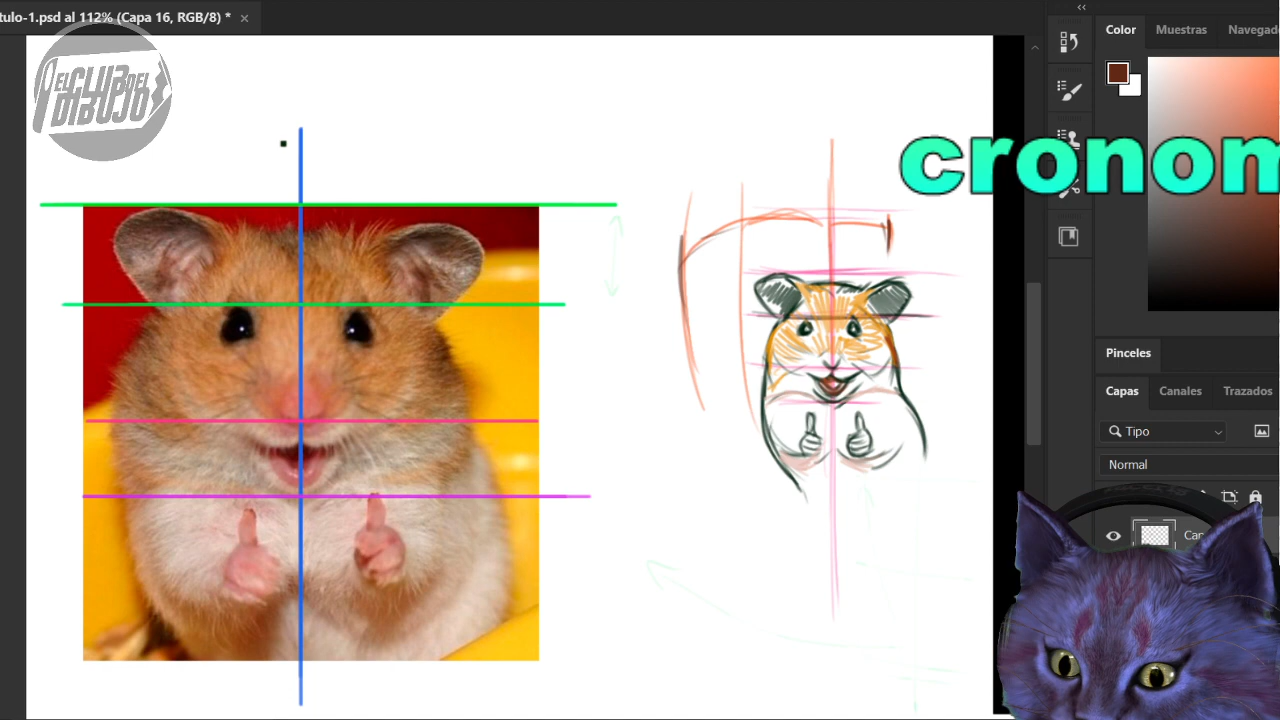 tulo-1.psd al 112% (Capa 16, RGB/8) * ×
EL CLUB DEL
DIBUJO
Color Muestras Navegad
cronom
Pinceles
Capas Canales Trazados
Tipo
Normal
Cap